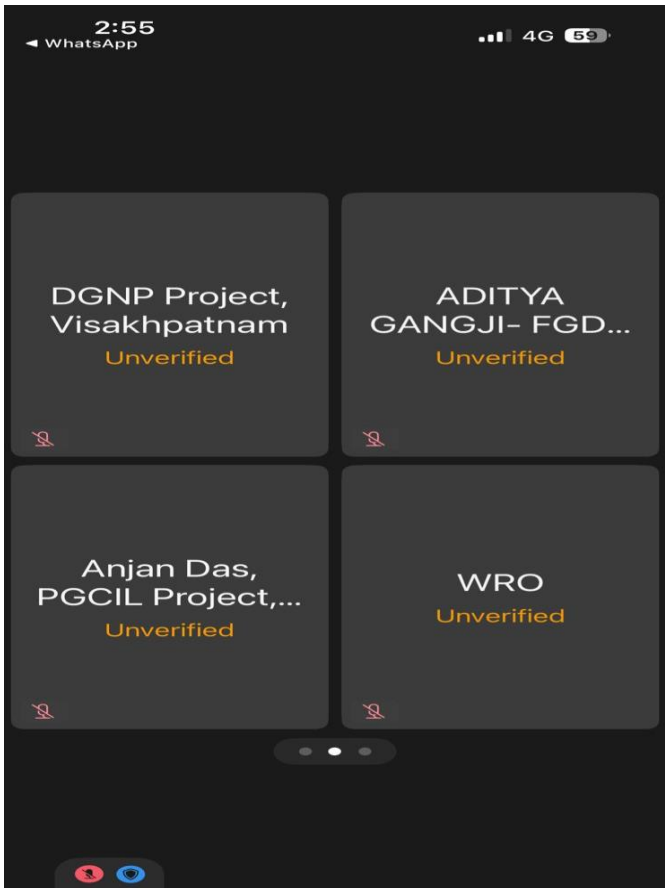 2:55
◄ WhatsApp
4G 59
DGNP Project,
Visakhpatnam
Unverified
ADITYA
GANGJI- FGD...
Unverified
Anjan Das,
PGCIL Project,...
Unverified
WRO
Unverified